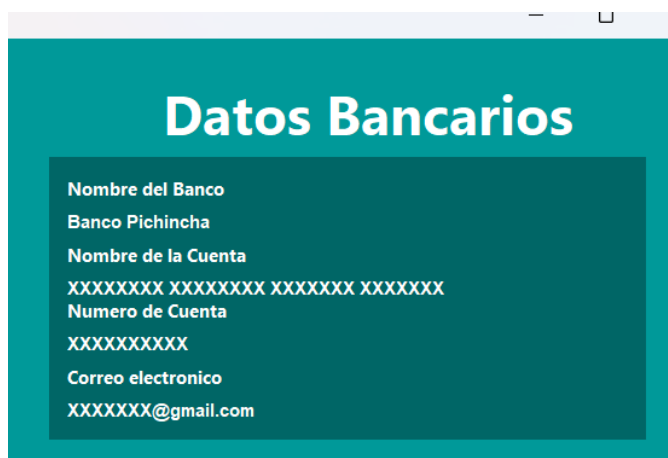 Datos Bancarios
Nombre del Banco
Banco Pichincha
Nombre de la Cuenta
XXXXXXXX XXXXXXXX XXXXXXX XXXXXXX
Numero de Cuenta
XXXXXXXXXX
Correo electronico
XXXXXXX@gmail.com